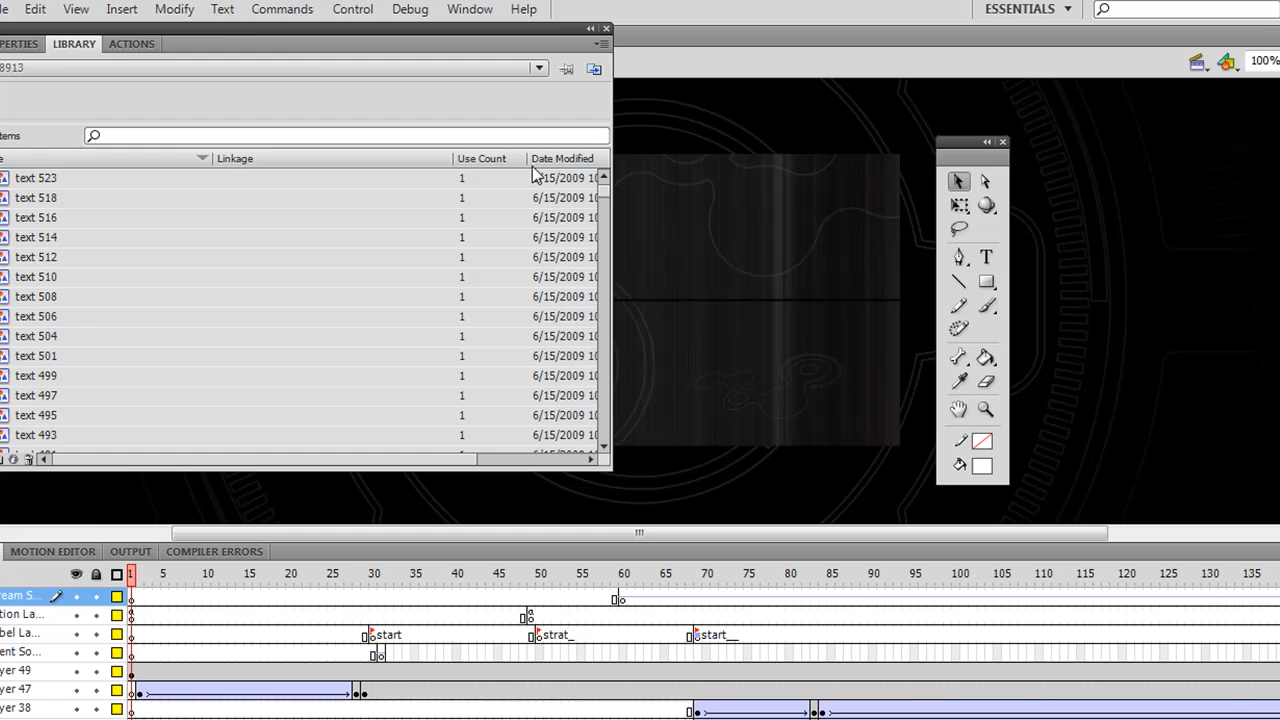 le Edit View Insert Modify Text Commands Control Debug Window Help
ESSENTIALS
PERTIES LIBRARY ACTIONS
8913
100%
tems
e Linkage Use Count Date Modified
text 523 1 6/15/2009 10
text 518 1 6/15/2009 10
text 516 1 6/15/2009 10
text 514 1 6/15/2009 10
text 512 1 6/15/2009 10
text 510 1 6/15/2009 10
text 508 1 6/15/2009 10
text 506 1 6/15/2009 10
text 504 1 6/15/2009 10
text 501 1 6/15/2009 10
text 499 1 6/15/2009 10
text 497 1 6/15/2009 10
text 495 1 6/15/2009 10
text 493 1 6/15/2009 10
MOTION EDITOR OUTPUT COMPILER ERRORS
1 5 10 15 20 25 30 35 40 45 50 55 60 65 70 75 80 85 90 95 100 105 110 115 120 125 130 135
ream S...
tion La...
bel La... start strat_ start__
ent So...
yer 49
yer 47
yer 38